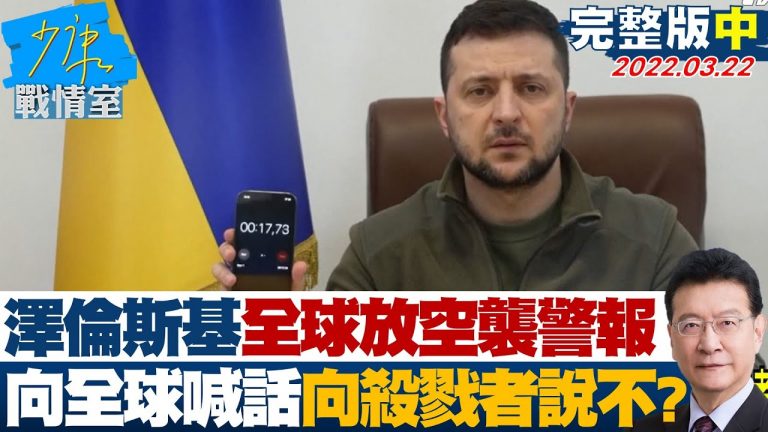 少康
戰情室
完整版中
2022.03.22
00:17,73
澤倫斯基全球放空襲警報
向全球喊話向殺戮者說不?